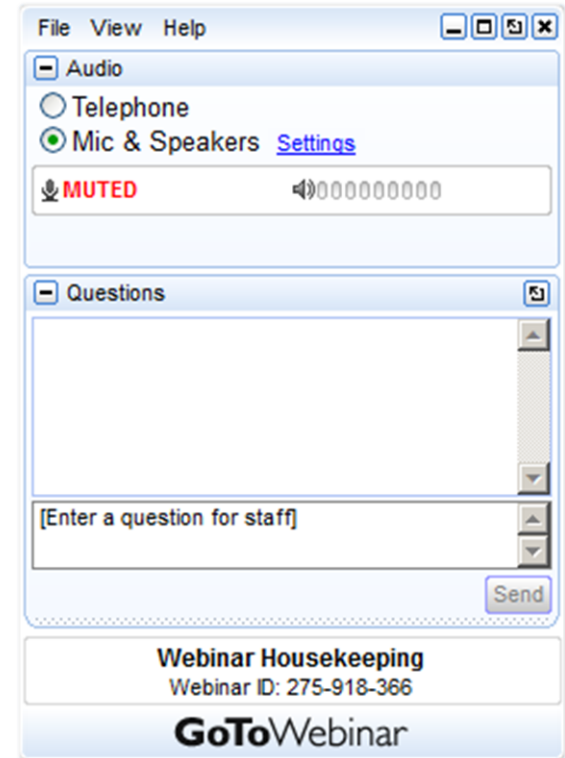 File View Help
Audio
Telephone
Mic & Speakers Settings
MUTED
Questions
[Enter a question for staff]
Send
Webinar Housekeeping
Webinar ID: 275-918-366
GoToWebinar